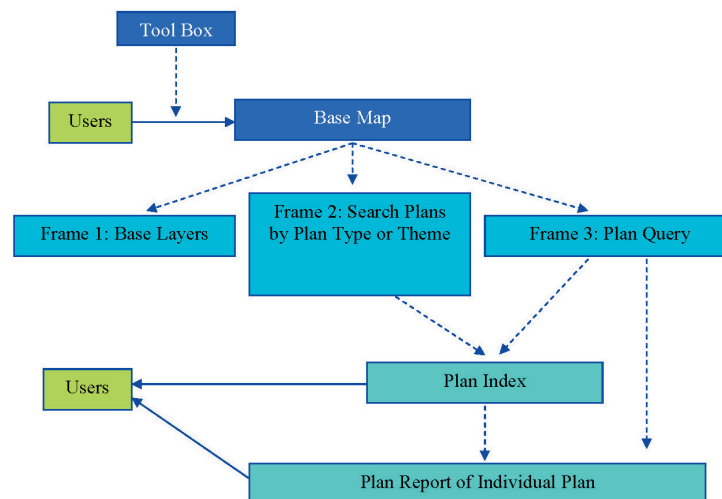 Tool Box
Users
Base Map
Frame 1: Base Layers
Frame 2: Search Plans
by Plan Type or Theme
Frame 3: Plan Query
Users
Plan Index
Plan Report of Individual Plan